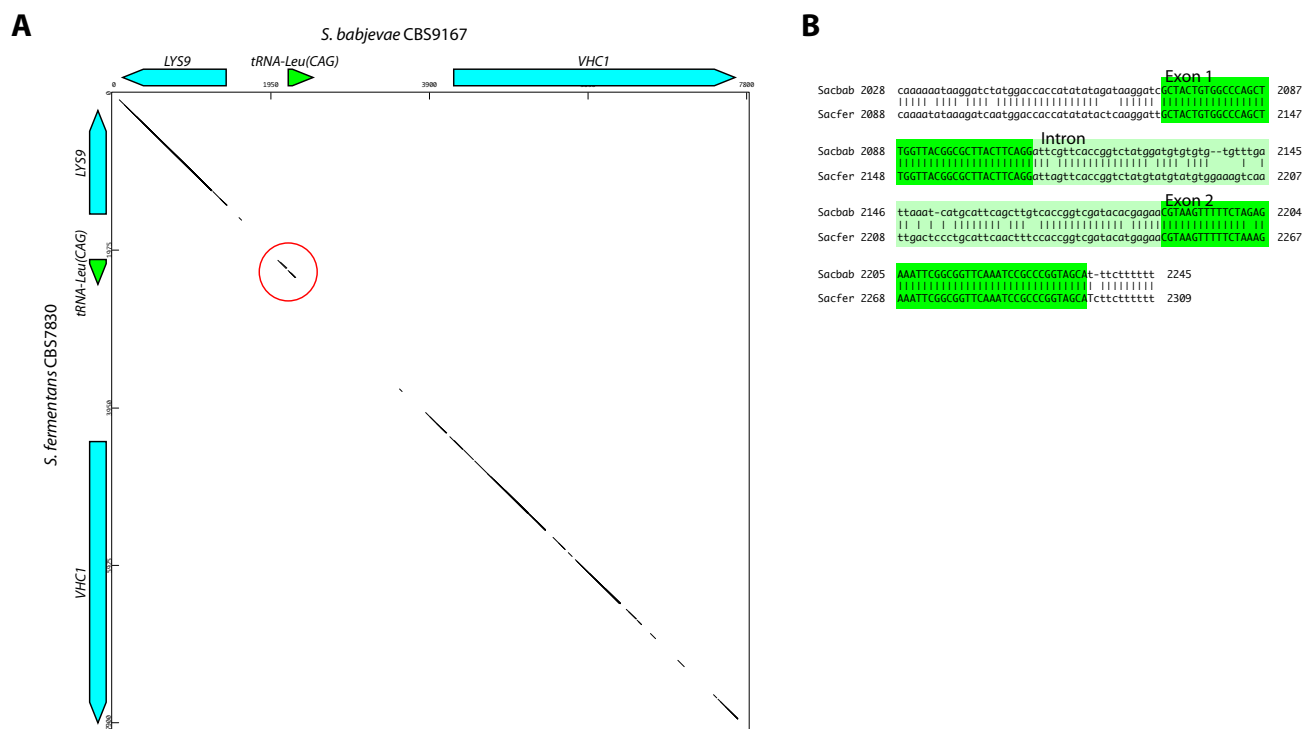 A
S. babjevae CBS9167
LYS9
tRNA-Leu(CAG)
VHC1
0
1950
3900
7800
0
LYS9
1975
tRNA-Leu(CAG)
3950
S. fermentans CBS7830
5925
VHC1
7900
B
Exon 1
Sacbab 2028 caaaaaataaggatctatggaccaccatatatagataaggatcGCTACTGTGGCCCAGCT 2087
Sacfer 2088 caaaatataaagatcaatggaccaccatatatactcaaggattGCTACTGTGGCCCAGCT 2147
Intron
Sacbab 2088 TGGTTACGGCGCTTACTTCAGGattcgttcaccggtctatggatgtgtgtg--tgtttga 2145
Sacfer 2148 TGGTTACGGCGCTTACTTCAGGattagttcaccggtctatgtatgtatgtggaaagtcaa 2207
Exon 2
Sacbab 2146 ttaaat-catgcattcagcttgtcaccggtcgatacacgagaaCGTAAGTTTTTCTAGAG 2204
Sacfer 2208 ttgactccctgcattcaactttccaccggtcgatacatgagaaCGTAAGTTTTTCTAAAG 2267
Sacbab 2205 AAATTCGGCGGTTCAAATCCGCCCGGTAGCAt-ttcttttttt 2245
Sacfer 2268 AAATTCGGCGGTTCAAATCCGCCCGGTAGCATcttcttttttt 2309